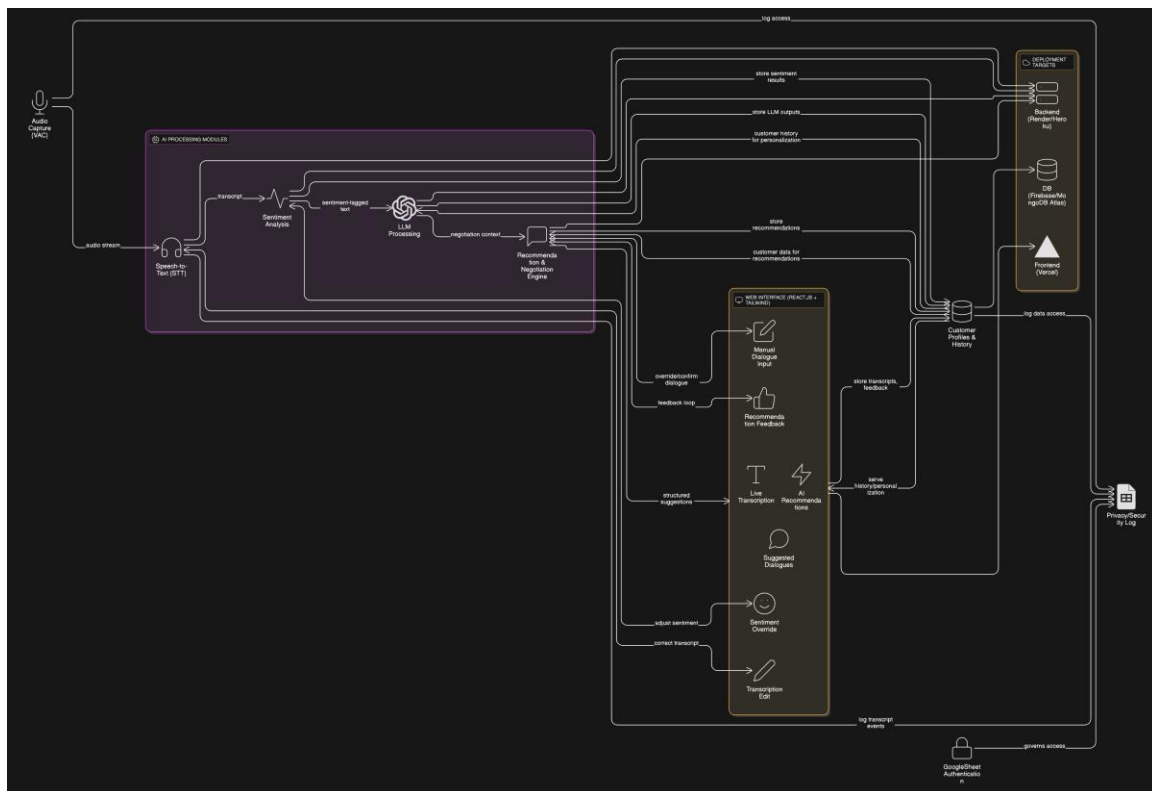 log access
DEPLOYMENT
TARGETS
store sentiment
results
Backend
(Render/Hero
ku)
Audio
Capture
(VAC)
store LLM outputs
AI PROCESSING MODULES
customer history
for personalization
DB
(Firebase/Mo
ngoDB Atlas)
transcript
Sentiment
Analysis
sentiment-tagged
text
LLM
Processing
negotiation context
store
recommendations
audio stream
Speech-to-
Text (STT)
Recommenda
tion &
Negotiation
Engine
customer data for
recommendations
Frontend
(Vercel)
WEB INTERFACE (REACT.JS +
TAILWIND)
log data access
Customer
Profiles &
History
Manual
Dialogue
Input
override/confirm
dialogue
store transcripts,
feedback
feedback loop
Recommenda
tion Feedback
structured
suggestions
Live
Transcription
AI
Recommenda
tions
serve
history/personal
ization
Privacy/Secur
ity Log
Suggested
Dialogues
adjust sentiment
Sentiment
Override
correct transcript
Transcription
Edit
log transcript
events
governs access
GoogleSheet
Authenticatio
n